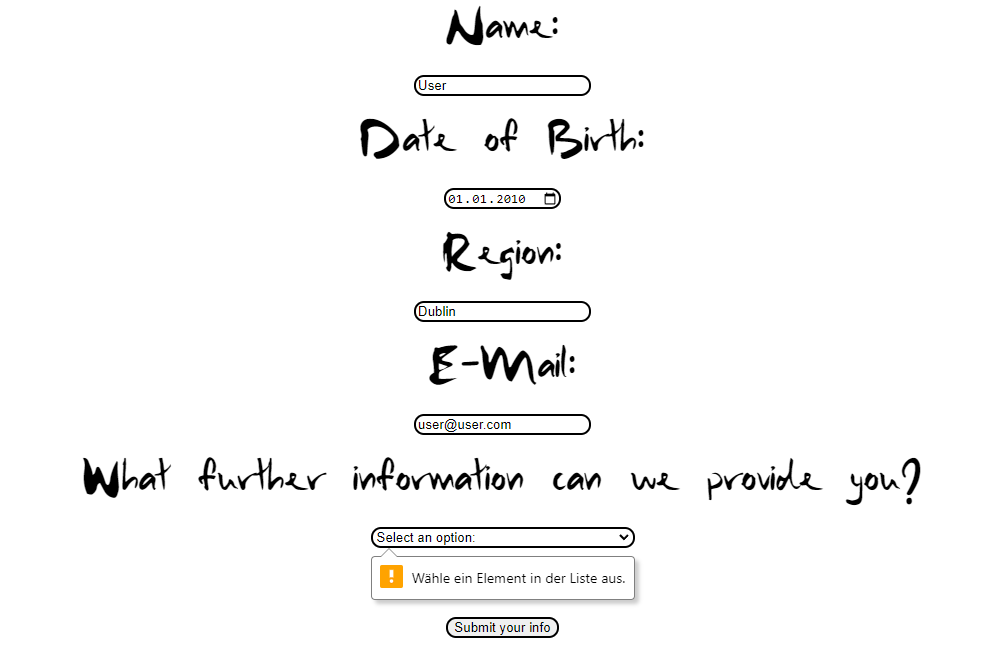 Name:
User
Date of Birth:
01.01.2010
Region:
Dublin
E-Mail:
user@user.com
What further information can we provide you?
Select an option:
Wähle ein Element in der Liste aus.
Submit your info